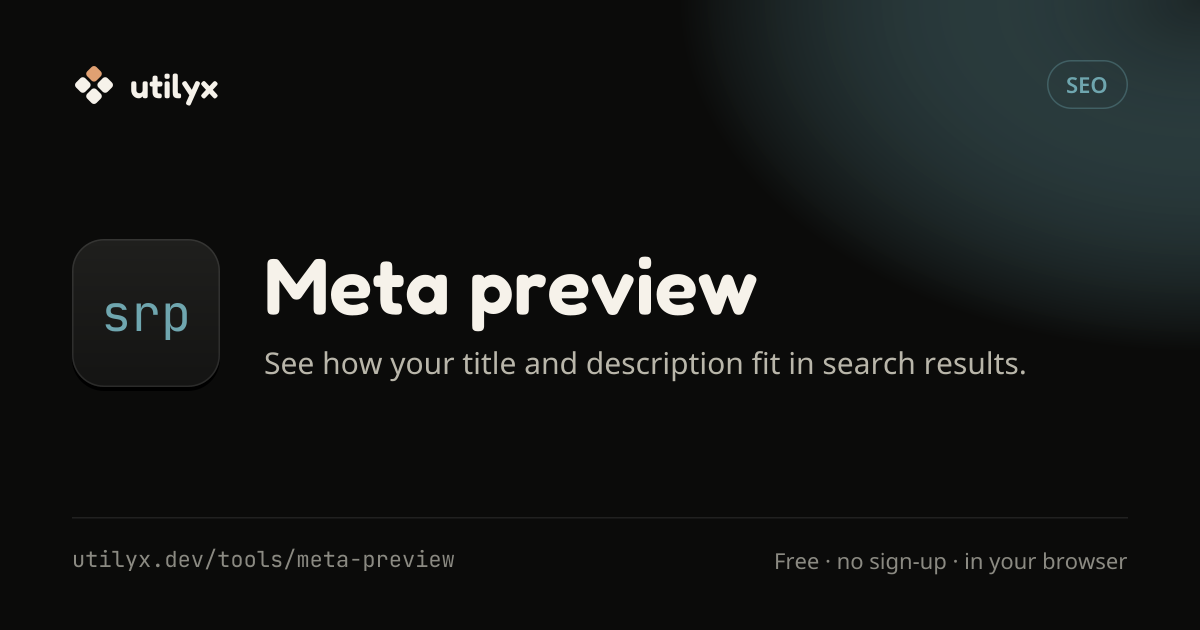 utilyx
SEO
srp
Meta preview
See how your title and description fit in search results.
utilyx.dev/tools/meta-preview
Free · no sign-up · in your browser